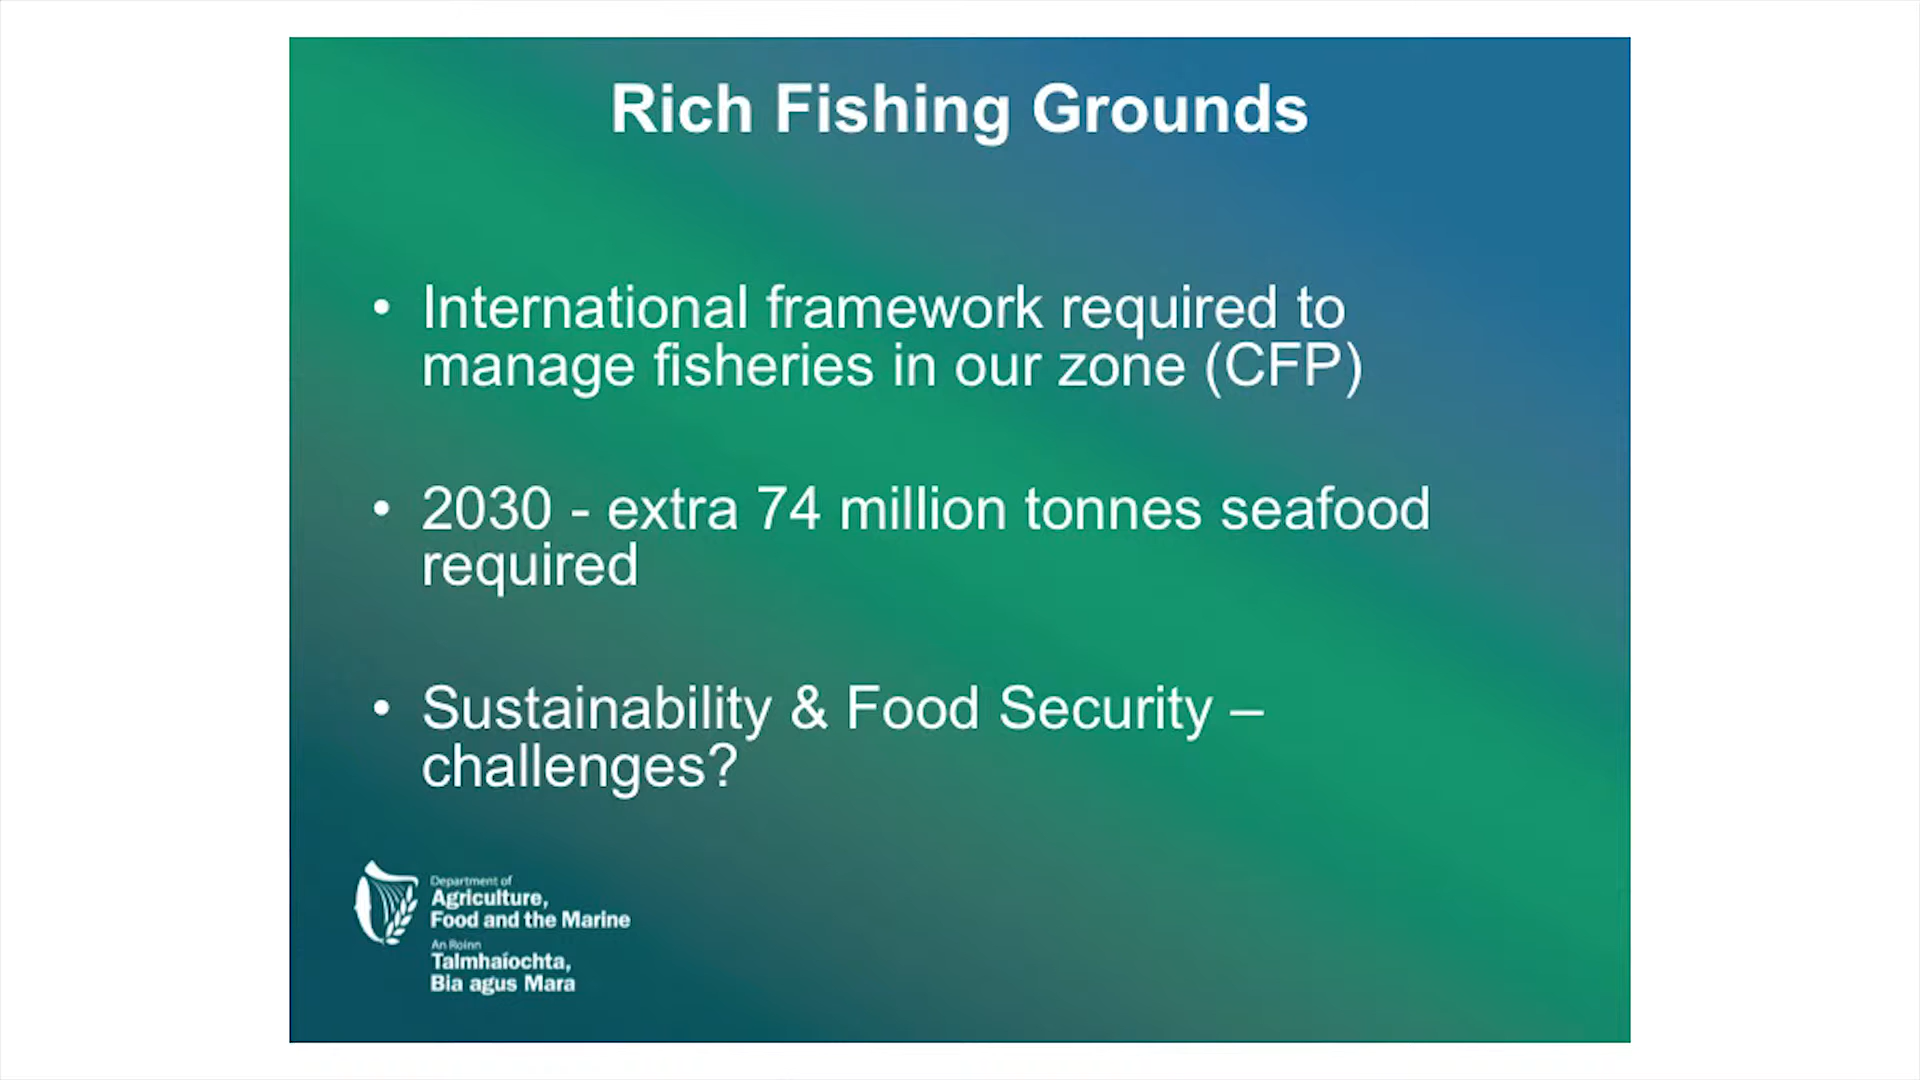 Rich Fishing Grounds
• International framework required to
manage fisheries in our zone (CFP)
• 2030 - extra 74 million tonnes seafood
required
• Sustainability & Food Security –
challenges?
Department of
Agriculture,
Food and the Marine
An Roinn
Talmhaíochta,
Bia agus Mara